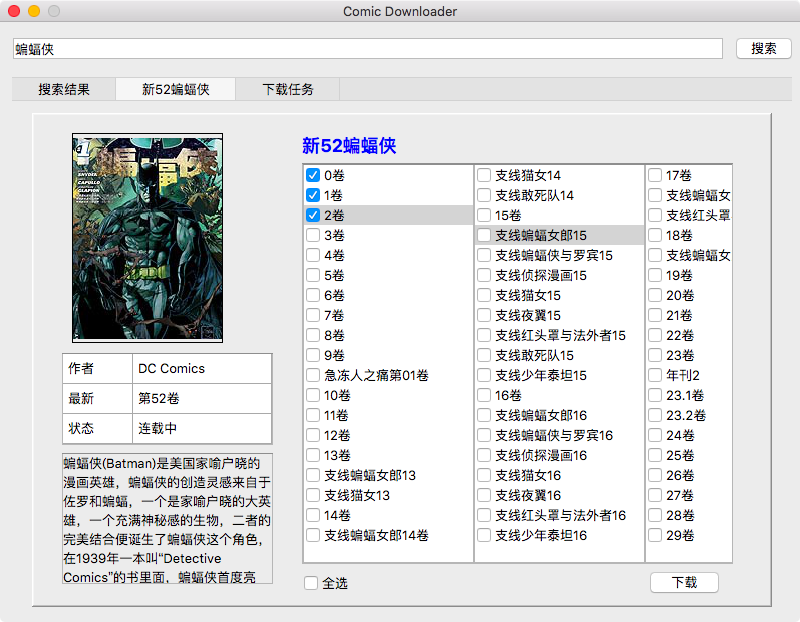 Comic Downloader
蝙蝠侠
搜索
搜索结果
新52蝙蝠侠
下载任务
蝙蝠侠
SNYDER
CAPULLO
GLAPION
作者
DC Comics
最新
第52卷
状态
连载中
蝙蝠侠(Batman)是美国家喻户晓的
漫画英雄，蝙蝠侠的创造灵感来自于
佐罗和蝙蝠，一个是家喻户晓的大英
雄，一个充满神秘感的生物，二者的
完美结合便诞生了蝙蝠侠这个角色，
在1939年一本叫“Detective
Comics”的书里面，蝙蝠侠首度亮
新52蝙蝠侠
0卷
1卷
2卷
3卷
4卷
5卷
6卷
7卷
8卷
9卷
急冻人之痛第01卷
10卷
11卷
12卷
13卷
支线蝙蝠女郎13
支线猫女13
14卷
支线蝙蝠女郎14卷
支线猫女14
支线敢死队14
15卷
支线蝙蝠女郎15
支线蝙蝠侠与罗宾15
支线侦探漫画15
支线猫女15
支线夜翼15
支线红头罩与法外者15
支线敢死队15
支线少年泰坦15
16卷
支线蝙蝠女郎16
支线蝙蝠侠与罗宾16
支线侦探漫画16
支线猫女16
支线夜翼16
支线红头罩与法外者16
支线少年泰坦16
17卷
支线蝙蝠女
支线红头罩
18卷
支线蝙蝠女
19卷
20卷
21卷
22卷
23卷
年刊2
23.1卷
23.2卷
24卷
25卷
26卷
27卷
28卷
29卷
全选
下载